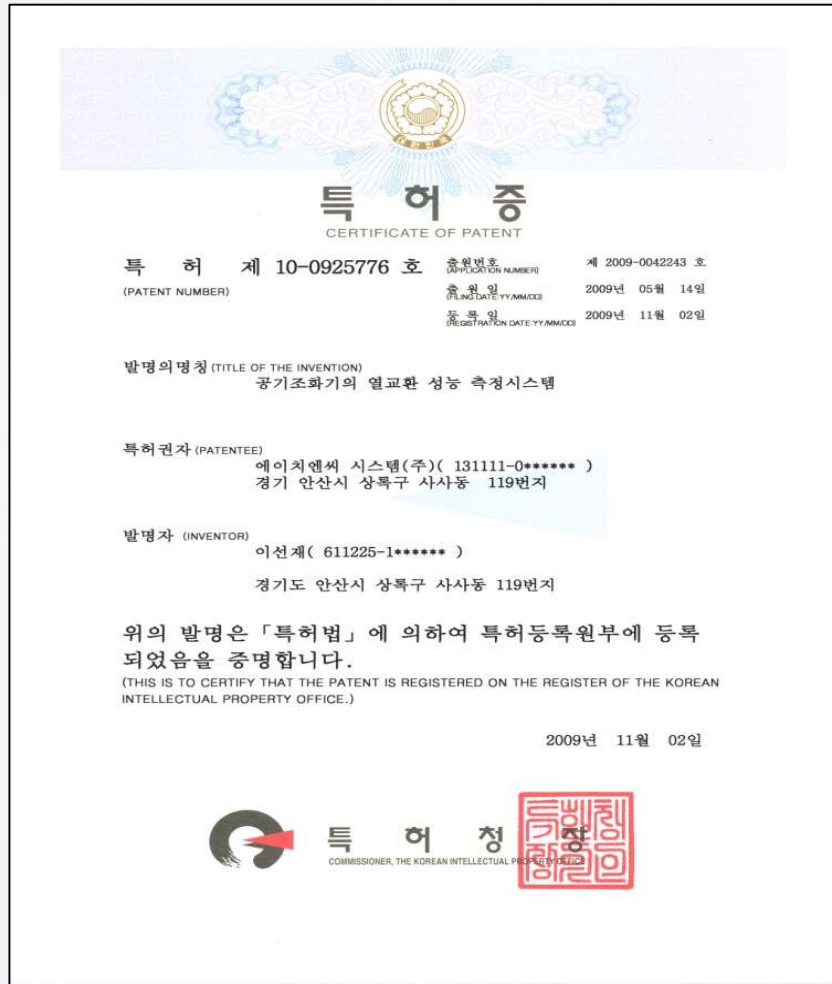 대한민국
특 허 증
CERTIFICATE OF PATENT
특 허 제 10-0925776 호
(PATENT NUMBER)
출원번호 제 2009-0042243 호
(APPLICATION NUMBER)
출 원 일 2009년 05월 14일
(FILING DATE:YY/MM/DD)
등 록 일 2009년 11월 02일
(REGISTRATION DATE:YY/MM/DD)
발명의명칭 (TITLE OF THE INVENTION)
공기조화기의 열교환 성능 측정시스템
특허권자 (PATENTEE)
에이치엔씨 시스템(주)( 131111-0****** )
경기 안산시 상록구 사사동 119번지
발명자 (INVENTOR)
이선재( 611225-1****** )
경기도 안산시 상록구 사사동 119번지
위의 발명은 「특허법」에 의하여 특허등록원부에 등록
되었음을 증명합니다.
(THIS IS TO CERTIFY THAT THE PATENT IS REGISTERED ON THE REGISTER OF THE KOREAN
INTELLECTUAL PROPERTY OFFICE.)
2009년 11월 02일
특 허 청 장
COMMISSIONER, THE KOREAN INTELLECTUAL PROPERTY OFFICE